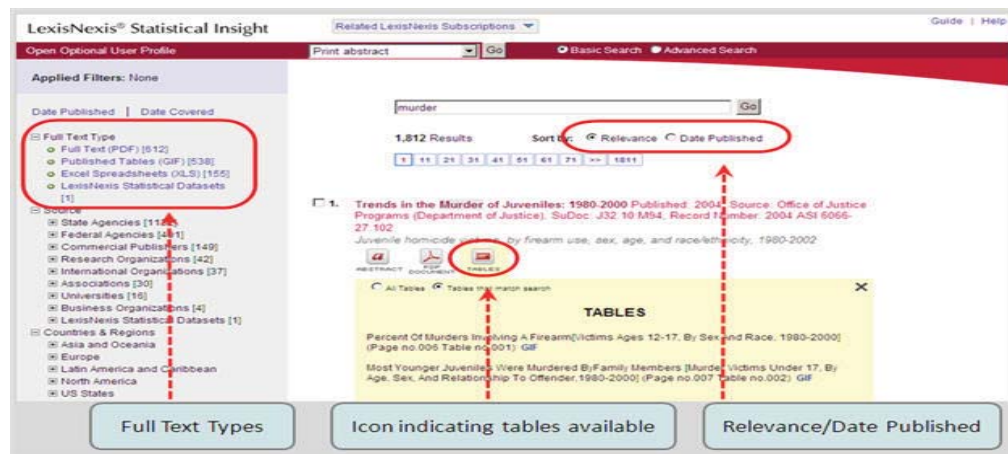 LexisNexis® Statistical Insight
Related LexisNexis Subscriptions
Guide | Help
Open Optional User Profile
Print abstract
Go
Basic Search
Advanced Search
Applied Filters: None
Date Published | Date Covered
Full Text Type
Full Text (PDF) [612]
Published Tables (GIF) [538]
Excel Spreadsheets (XLS) [155]
LexisNexis Statistical Datasets
[1]
Source
State Agencies
Federal Agencies
Commercial Publishers [149]
Research Organizations [42]
International Organizations [37]
Associations [30]
Universities [16]
Business Organizations [4]
LexisNexis Statistical Datasets [1]
Countries & Regions
Asia and Oceania
Europe
Latin America and Caribbean
North America
US States
murder
Go
1,812 Results
Sort by: Relevance Date Published
1 11 21 31 41 51 61 71 >> 1811
1. Trends in the Murder of Juveniles: 1980-2000 Published: 2004, Source: Office of Justice
Programs (Department of Justice). SuDoc: J32.10 M94, Record Number: 2004 ASI 6066-
27.102
Juvenile homicide victims, by firearm use, sex, age, and race/ethnicity, 1980-2002
ABSTRACT
PDF
DOCUMENT
TABLES
All Tables Tables that match search
X
TABLES
Percent Of Murders Involving A Firearm[Victims Ages 12-17, By Sex and Race, 1980-2000]
(Page no.006 Table no.001) GIF
Most Younger Juveniles Were Murdered ByFamily Members [Murder Victims Under 17, By
Age, Sex, And Relationship To Offender,1980-2000] (Page no.007 Table no.002) GIF
Full Text Types
Icon indicating tables available
Relevance/Date Published